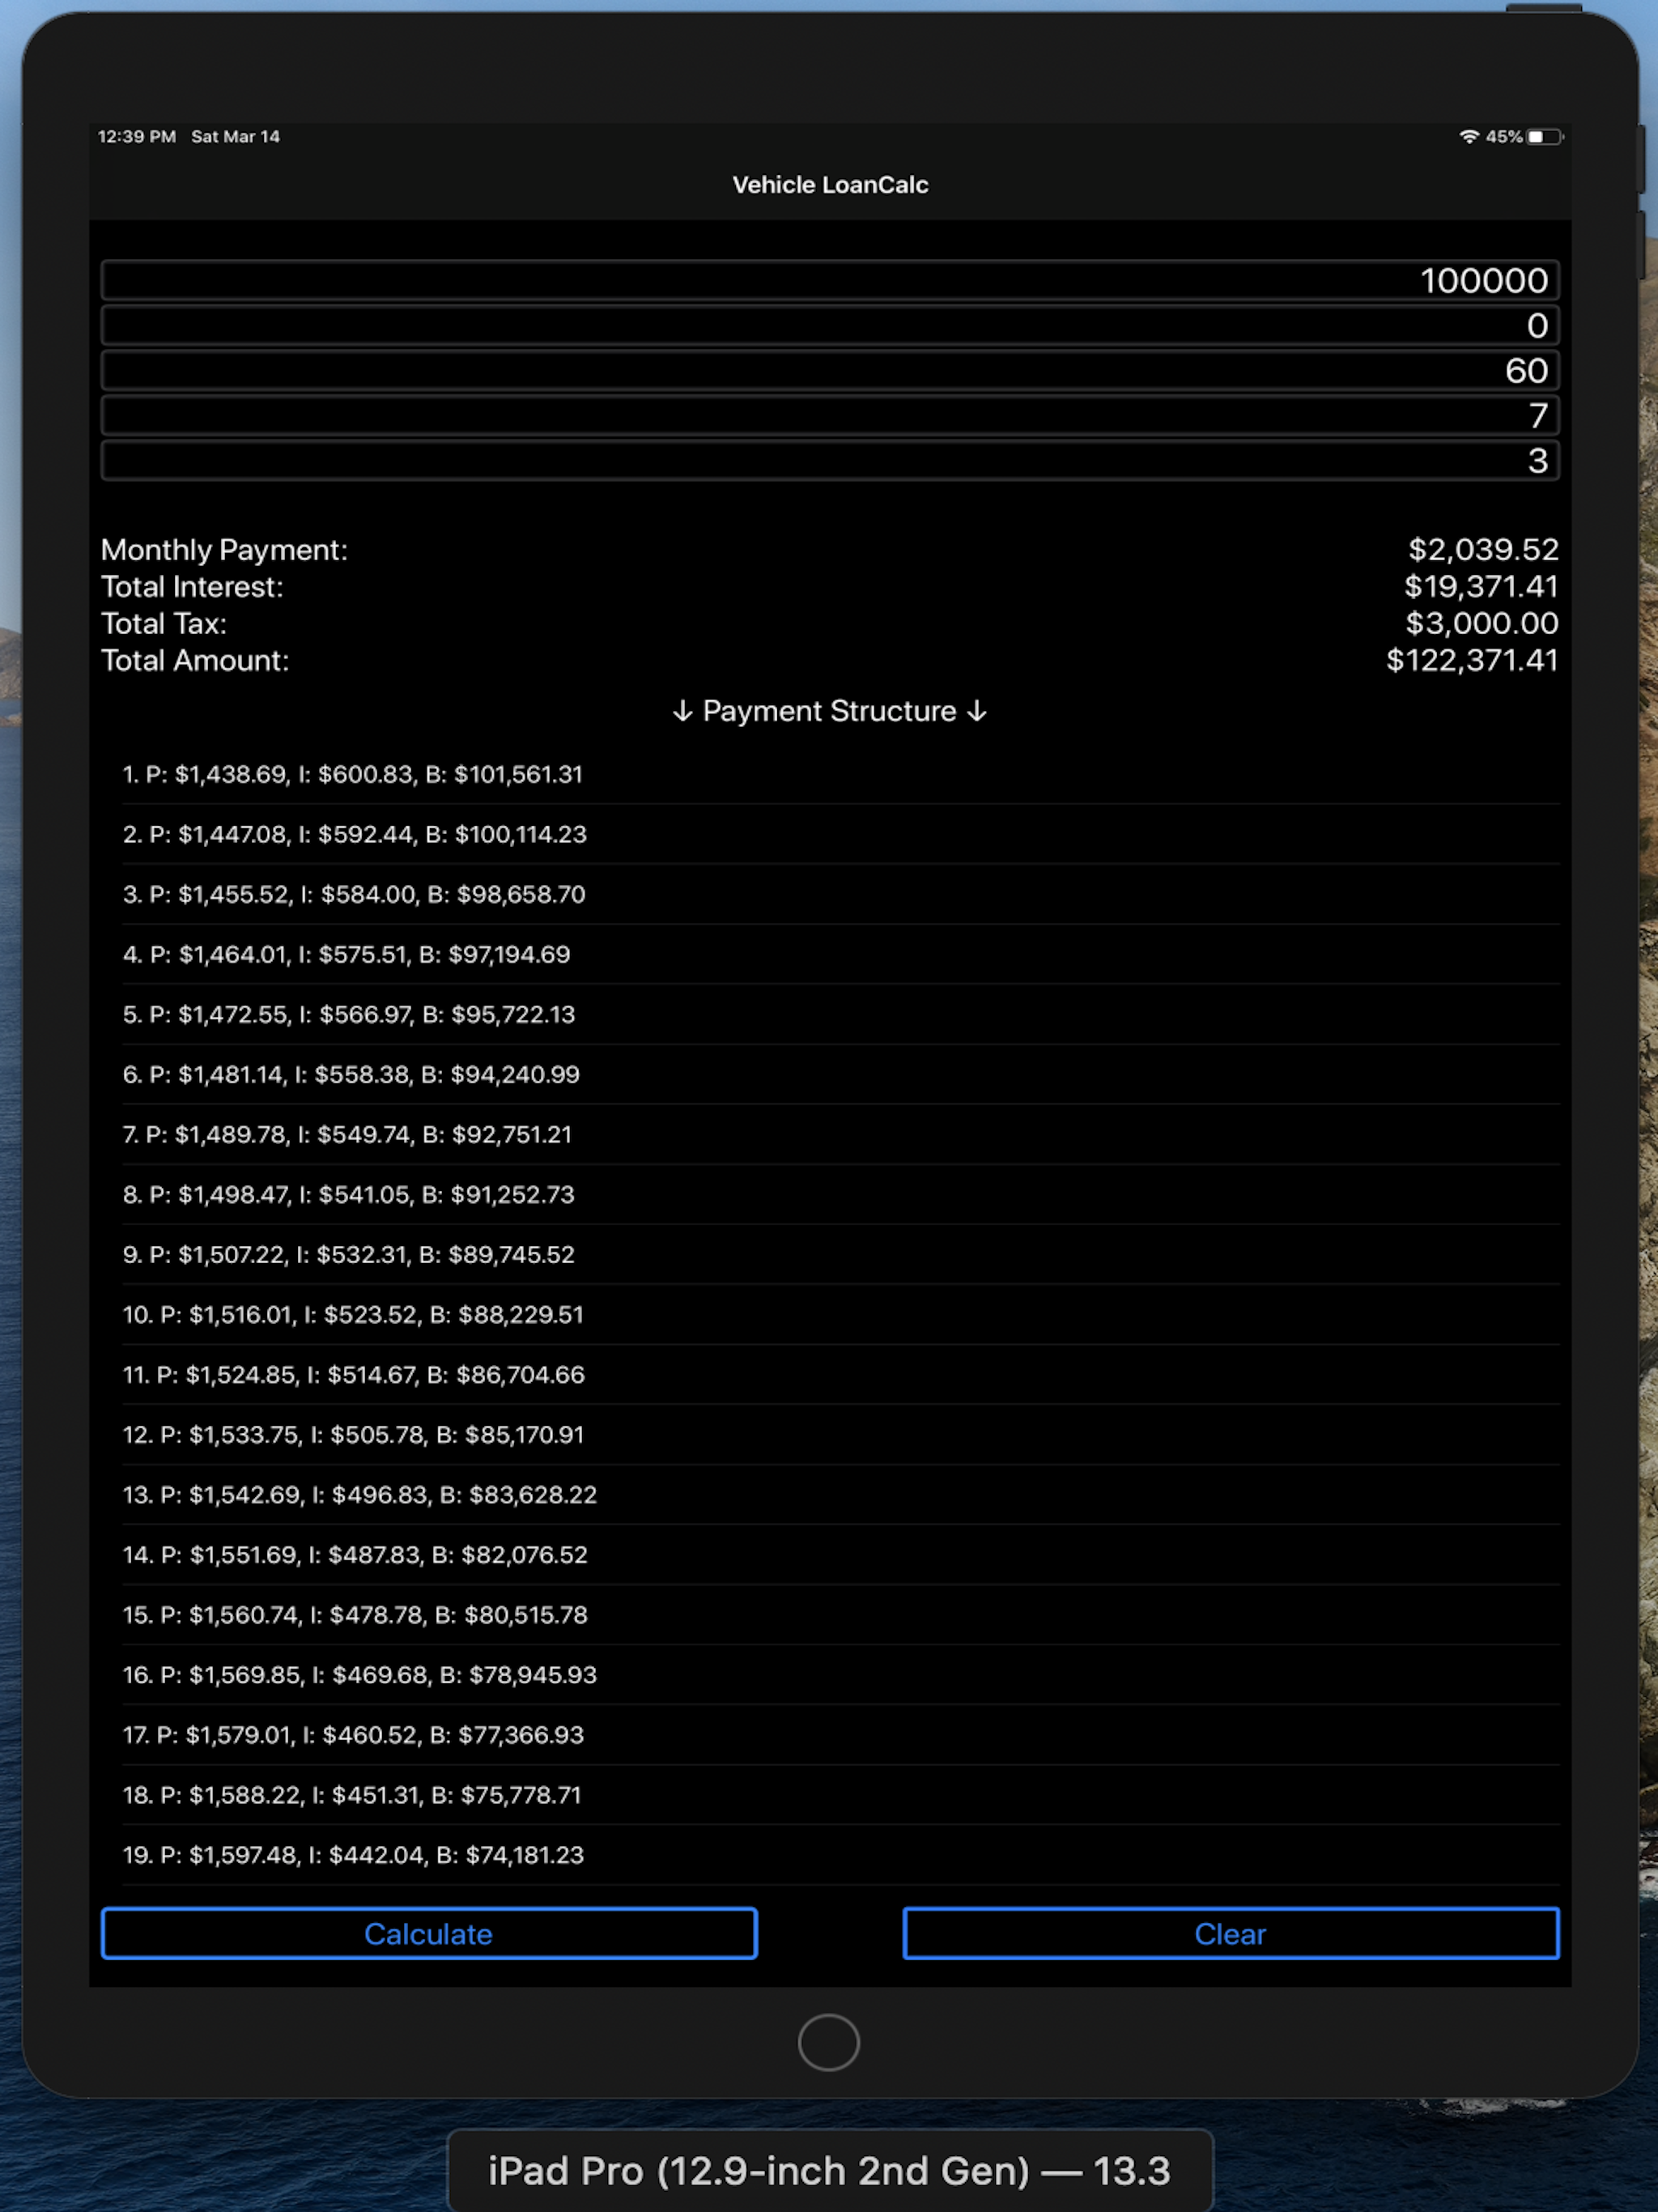 12:39 PM Sat Mar 14 45%
Vehicle LoanCalc
100000
0
60
7
3
Monthly Payment: $2,039.52
Total Interest: $19,371.41
Total Tax: $3,000.00
Total Amount: $122,371.41
↓ Payment Structure ↓
1. P: $1,438.69, I: $600.83, B: $101,561.31
2. P: $1,447.08, I: $592.44, B: $100,114.23
3. P: $1,455.52, I: $584.00, B: $98,658.70
4. P: $1,464.01, I: $575.51, B: $97,194.69
5. P: $1,472.55, I: $566.97, B: $95,722.13
6. P: $1,481.14, I: $558.38, B: $94,240.99
7. P: $1,489.78, I: $549.74, B: $92,751.21
8. P: $1,498.47, I: $541.05, B: $91,252.73
9. P: $1,507.22, I: $532.31, B: $89,745.52
10. P: $1,516.01, I: $523.52, B: $88,229.51
11. P: $1,524.85, I: $514.67, B: $86,704.66
12. P: $1,533.75, I: $505.78, B: $85,170.91
13. P: $1,542.69, I: $496.83, B: $83,628.22
14. P: $1,551.69, I: $487.83, B: $82,076.52
15. P: $1,560.74, I: $478.78, B: $80,515.78
16. P: $1,569.85, I: $469.68, B: $78,945.93
17. P: $1,579.01, I: $460.52, B: $77,366.93
18. P: $1,588.22, I: $451.31, B: $75,778.71
19. P: $1,597.48, I: $442.04, B: $74,181.23
Calculate Clear
iPad Pro (12.9-inch 2nd Gen) — 13.3